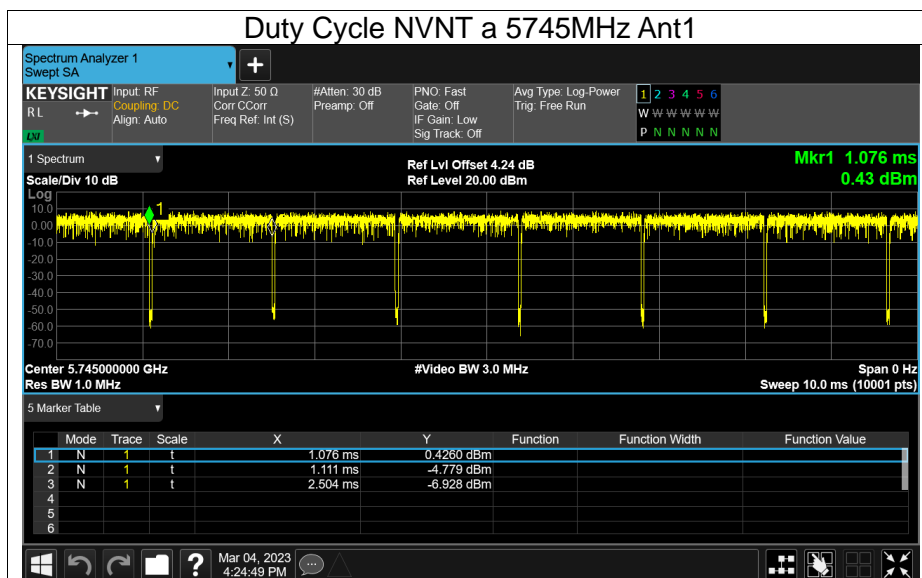 Duty Cycle NVNT a 5745MHz Ant1
Spectrum Analyzer 1
Swept SA
+
KEYSIGHT Input: RF Input Z: 50 Ω #Atten: 30 dB PNO: Fast Avg Type: Log-Power 1 2 3 4 5 6
R L Coupling: DC Corr CCorr Preamp: Off Gate: Off Trig: Free Run W W W W W W
Align: Auto Freq Ref: Int (S) IF Gain: Low
LXI Sig Track: Off P N N N N N
1 Spectrum Ref Lvl Offset 4.24 dB Mkr1 1.076 ms
Scale/Div 10 dB Ref Level 20.00 dBm 0.43 dBm
Log
1
10.0
0.00
-10.0
-20.0
-30.0
-40.0
-50.0
-60.0
-70.0
Center 5.745000000 GHz #Video BW 3.0 MHz Span 0 Hz
Res BW 1.0 MHz Sweep 10.0 ms (10001 pts)
5 Marker Table
Mode Trace Scale X Y Function Function Width Function Value
1 N 1 t 1.076 ms 0.4260 dBm
2 N 1 t 1.111 ms -4.779 dBm
3 N 1 t 2.504 ms -6.928 dBm
4
5
6
? Mar 04, 2023
4:24:49 PM